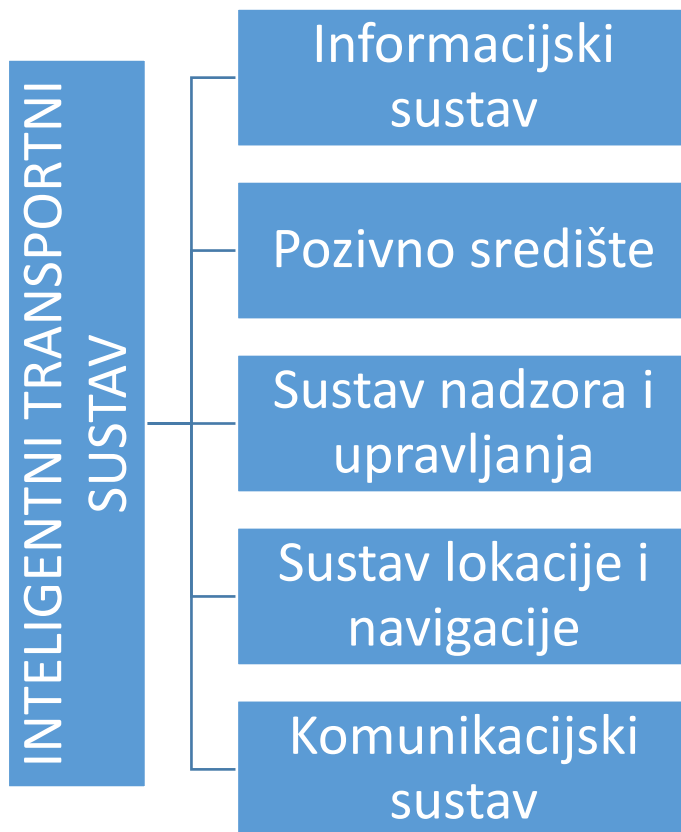 INTELIGENTNI TRANSPORTNI
SUSTAV
Informacijski
sustav
Pozivno središte
Sustav nadzora i
upravljanja
Sustav lokacije i
navigacije
Komunikacijski
sustav